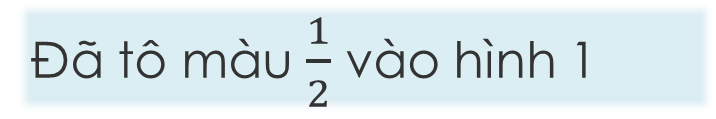 Đã tô màu 1/2 vào hình 1